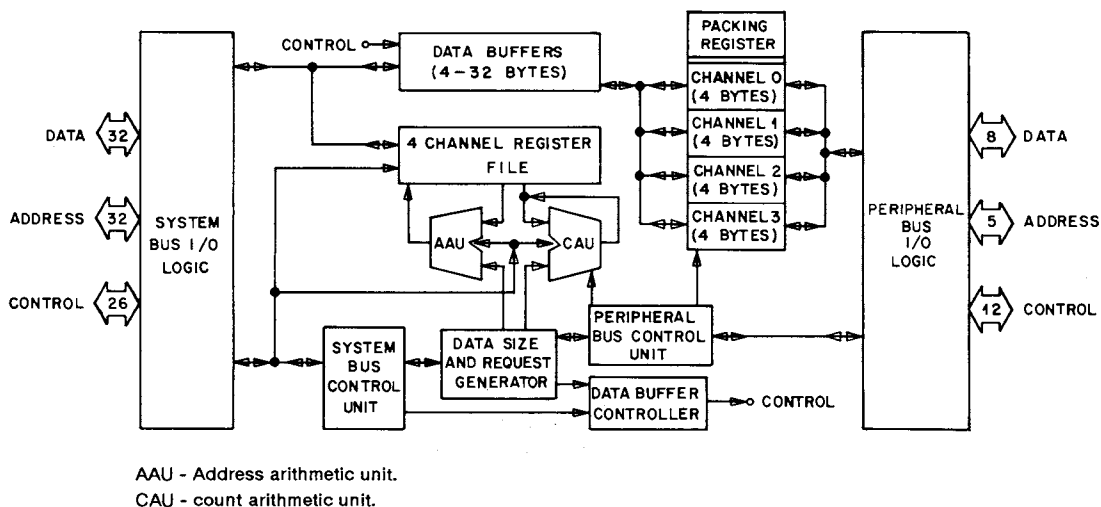 CONTROL
DATA BUFFERS
(4-32 BYTES)
PACKING
REGISTER
CHANNEL 0
(4 BYTES)
CHANNEL 1
(4 BYTES)
CHANNEL 2
(4 BYTES)
CHANNEL 3
(4 BYTES)
DATA 32
ADDRESS 32
CONTROL 26
SYSTEM
BUS I/O
LOGIC
4 CHANNEL REGISTER
FILE
AAU
CAU
SYSTEM
BUS
CONTROL
UNIT
DATA SIZE
AND REQUEST
GENERATOR
PERIPHERAL
BUS CONTROL
UNIT
DATA BUFFER
CONTROLLER
CONTROL
PERIPHERAL
BUS
I/O
LOGIC
8 DATA
5 ADDRESS
12 CONTROL
AAU - Address arithmetic unit.
CAU - count arithmetic unit.